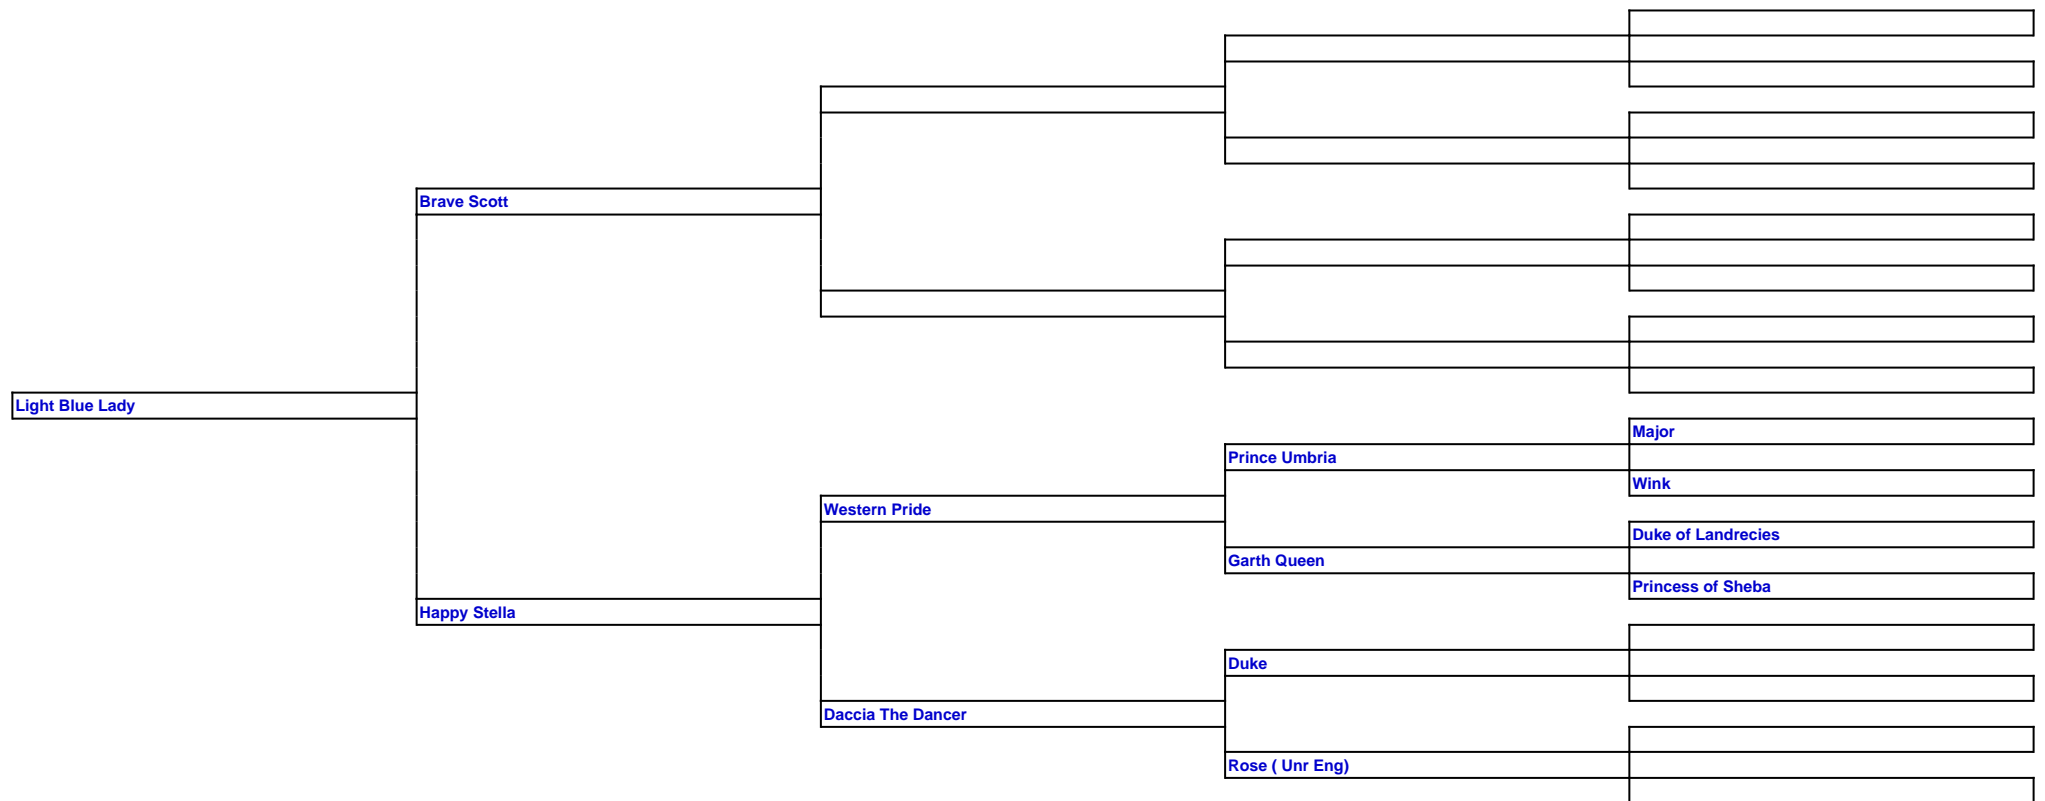 Brave Scott
Light Blue Lady
Major
Prince Umbria
Wink
Western Pride
Duke of Landrecies
Garth Queen
Princess of Sheba
Happy Stella
Duke
Daccia The Dancer
Rose ( Unr Eng)